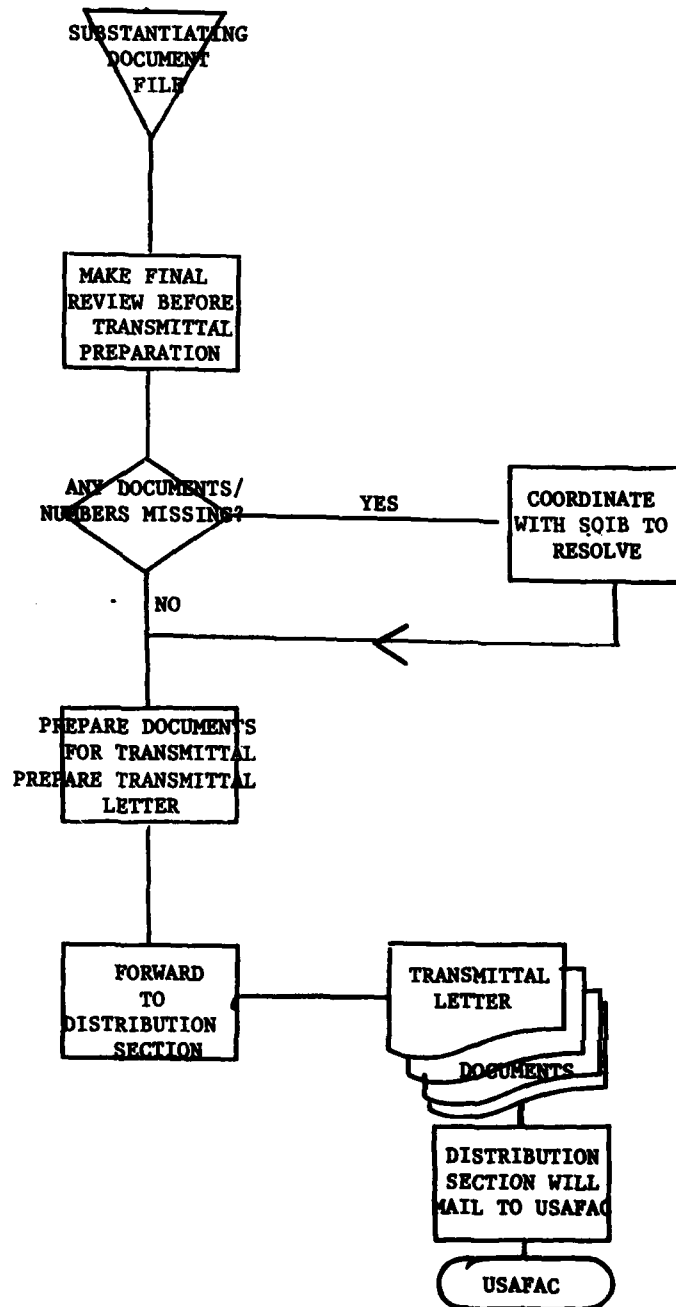 SUBSTANTIATING
DOCUMENT
FILE
MAKE FINAL
REVIEW BEFORE
TRANSMITTAL
PREPARATION
ANY DOCUMENTS/
NUMBERS MISSING?
YES
COORDINATE
WITH SQIB TO
RESOLVE
NO
PREPARE DOCUMENTS
FOR TRANSMITTAL
PREPARE TRANSMITTAL
LETTER
FORWARD
TO
DISTRIBUTION
SECTION
TRANSMITTAL
LETTER
DOCUMENTS
DISTRIBUTION
SECTION WILL
MAIL TO USAFAC
USAFAC